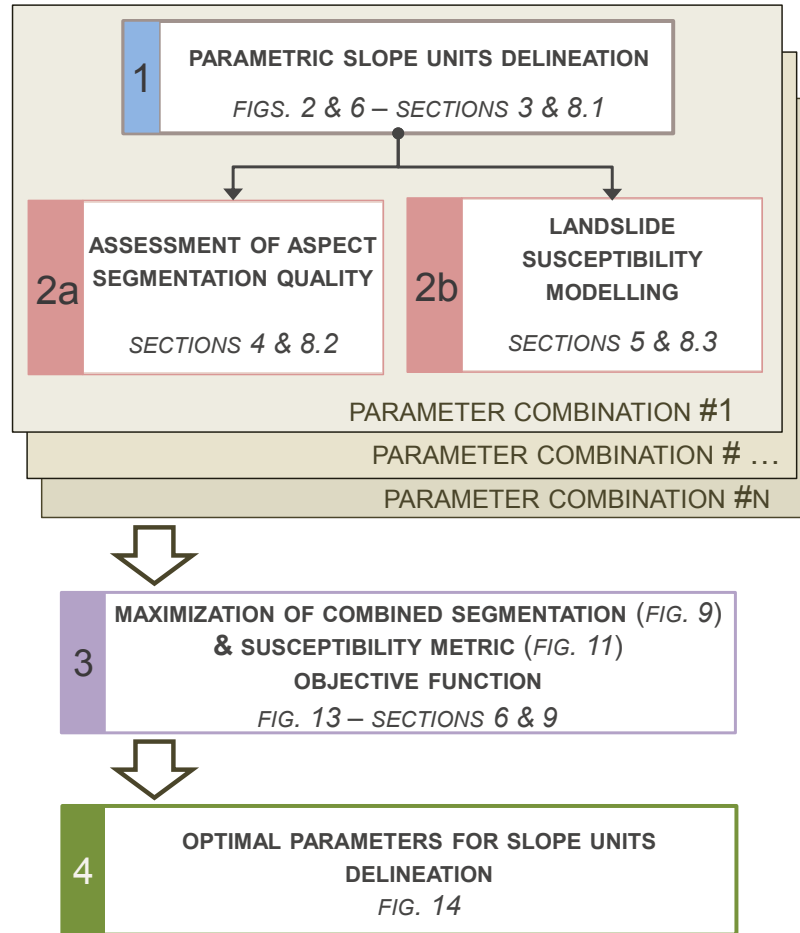 1
PARAMETRIC SLOPE UNITS DELINEATION
FIGS. 2 & 6 – SECTIONS 3 & 8.1
2a
ASSESSMENT OF ASPECT
SEGMENTATION QUALITY
SECTIONS 4 & 8.2
2b
LANDSLIDE
SUSCEPTIBILITY
MODELLING
SECTIONS 5 & 8.3
PARAMETER COMBINATION #1
PARAMETER COMBINATION # ...
PARAMETER COMBINATION #N
3
MAXIMIZATION OF COMBINED SEGMENTATION (FIG. 9)
& SUSCEPTIBILITY METRIC (FIG. 11)
OBJECTIVE FUNCTION
FIG. 13 – SECTIONS 6 & 9
4
OPTIMAL PARAMETERS FOR SLOPE UNITS
DELINEATION
FIG. 14